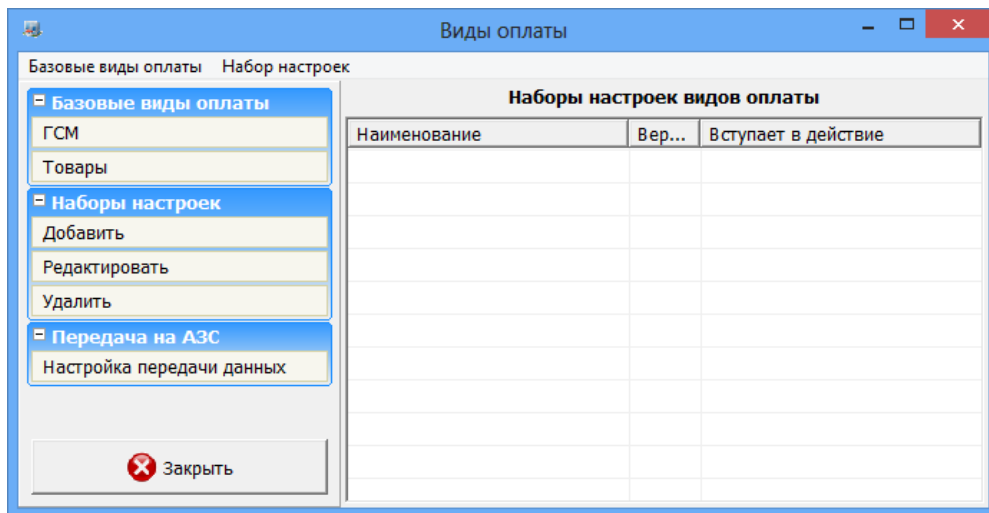 Виды оплаты
Базовые виды оплаты Набор настроек
Базовые виды оплаты
ГСМ
Товары
Наборы настроек
Добавить
Редактировать
Удалить
Передача на АЗС
Настройка передачи данных
Закрыть
Наборы настроек видов оплаты
Наименование Вер... Вступает в действие